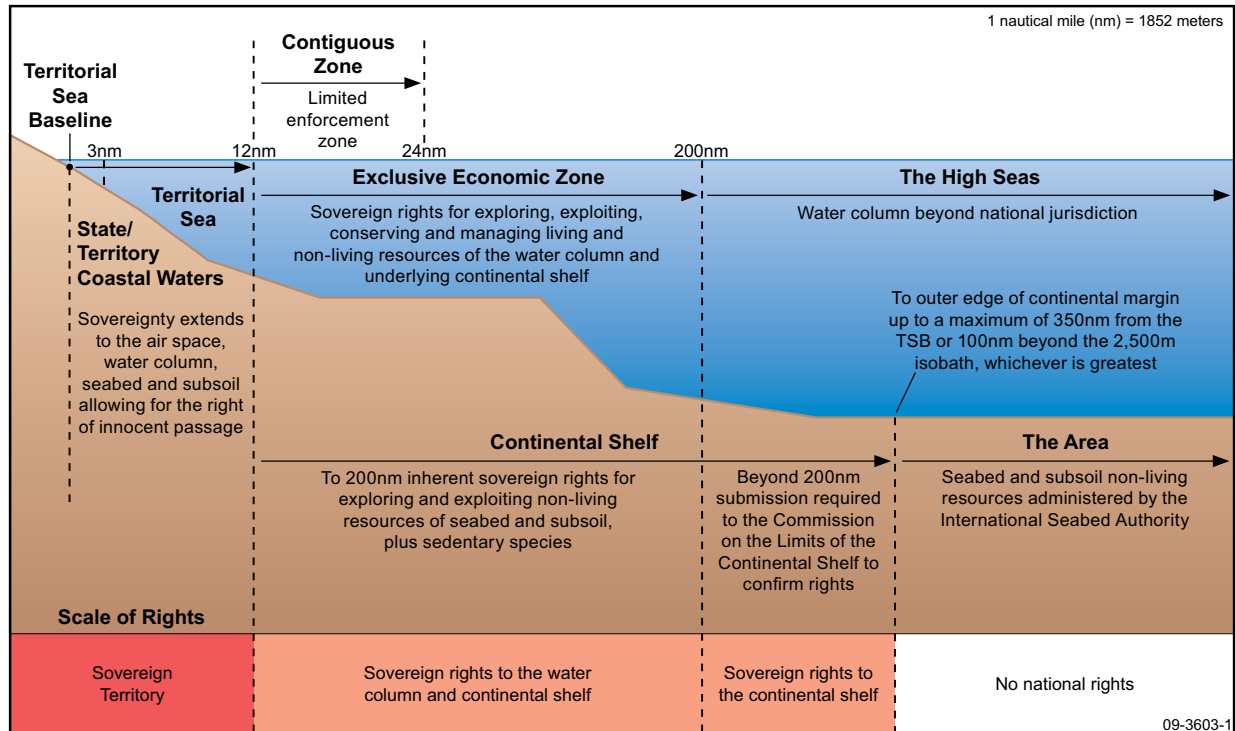 1 nautical mile (nm) = 1852 meters
Contiguous
Zone
Limited
enforcement
zone
Territorial
Sea
Baseline
3nm
12nm
24nm
200nm
Territorial
Sea
State/
Territory
Coastal Waters
Sovereignty extends
to the air space,
water column,
seabed and subsoil
allowing for the right
of innocent passage
Exclusive Economic Zone
Sovereign rights for exploring, exploiting,
conserving and managing living and
non-living resources of the water column and
underlying continental shelf
The High Seas
Water column beyond national jurisdiction
To outer edge of continental margin
up to a maximum of 350nm from the
TSB or 100nm beyond the 2,500m
isobath, whichever is greatest
Continental Shelf
To 200nm inherent sovereign rights for
exploring and exploiting non-living
resources of seabed and subsoil,
plus sedentary species
Beyond 200nm
submission required
to the Commission
on the Limits of the
Continental Shelf to
confirm rights
The Area
Seabed and subsoil non-living
resources administered by the
International Seabed Authority
Scale of Rights
Sovereign
Territory
Sovereign rights to the water
column and continental shelf
Sovereign rights to
the continental shelf
No national rights
09-3603-1